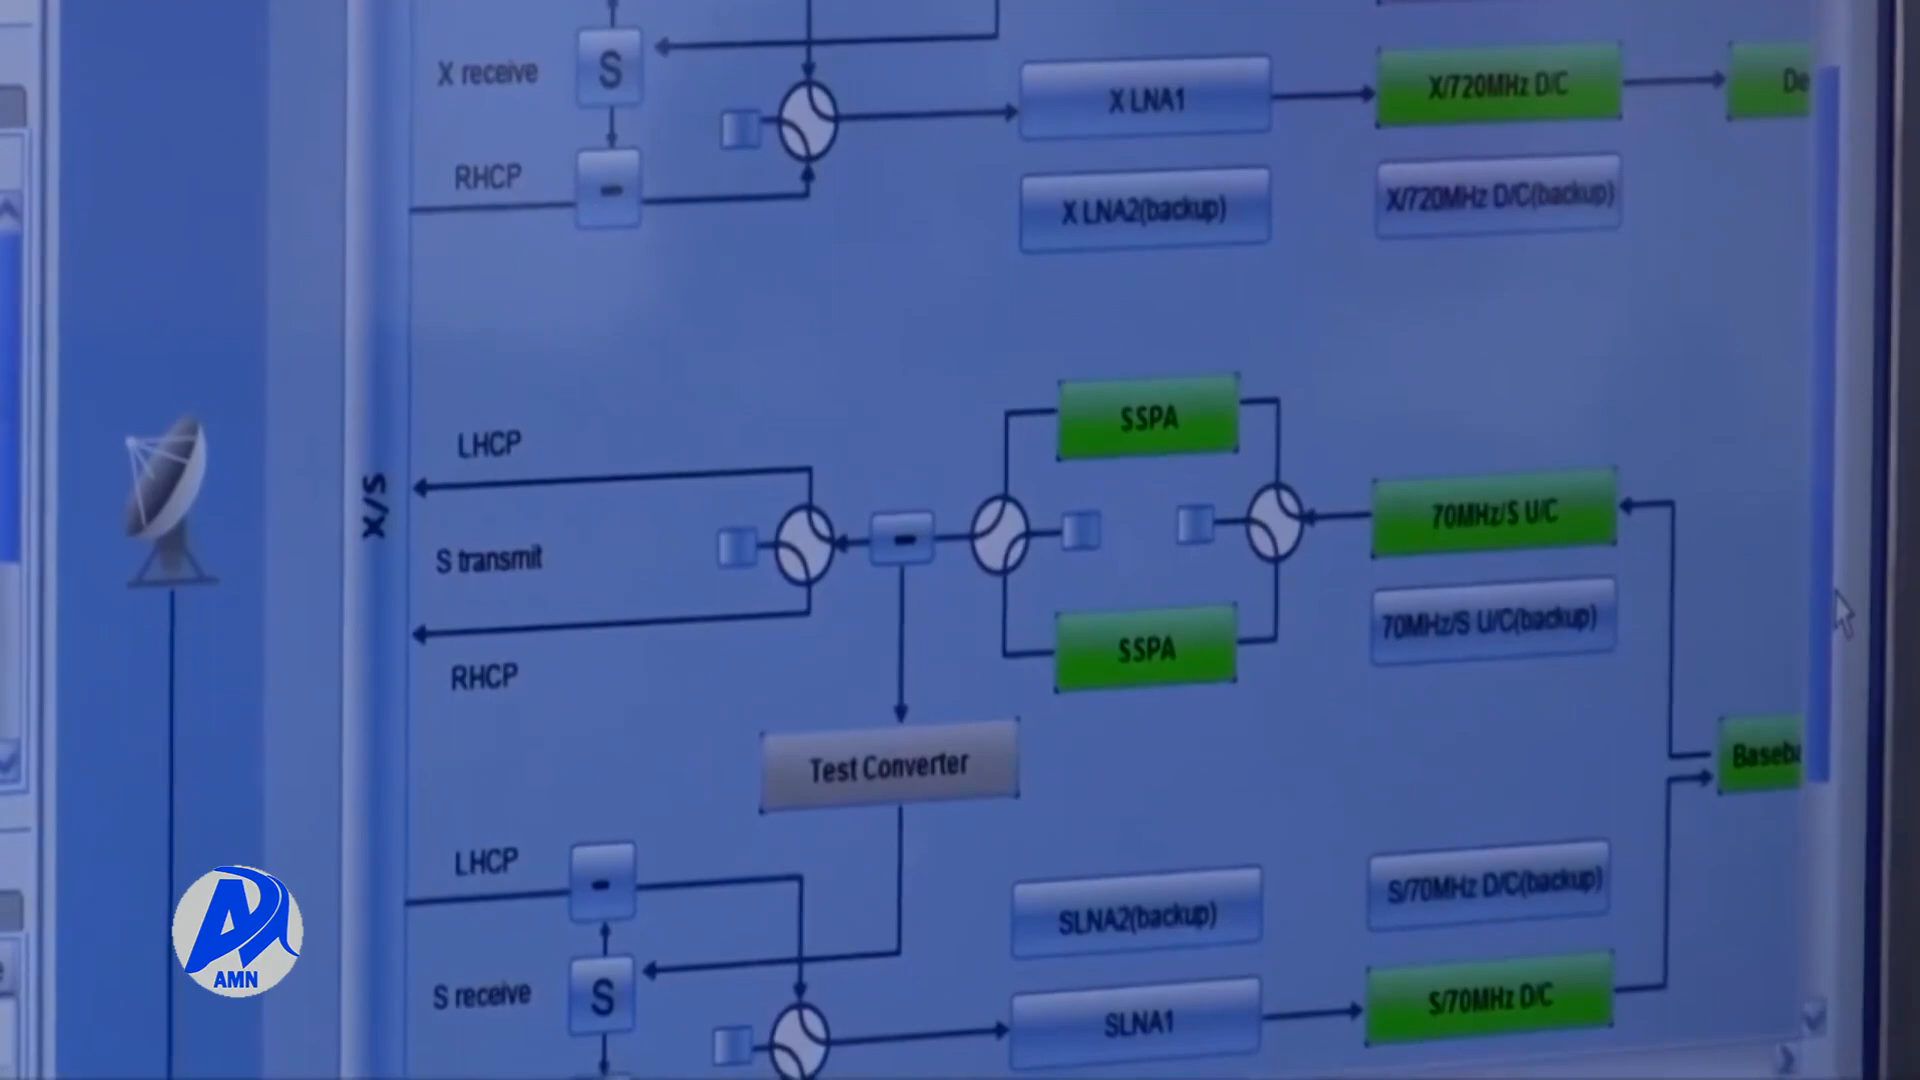 X receive
S
X LNA1
X/720MHz D/C
RHCP
-
X LNA2(backup)
X/720MHz D/C(backup)
SSPA
LHCP
X/S
70MHz/S U/C
S transmit
-
70MHz/S U/C(backup)
SSPA
RHCP
Test Converter
LHCP
-
SLNA2(backup)
S/70MHz D/C(backup)
S receive
S
SLNA1
S/70MHz D/C
AMN